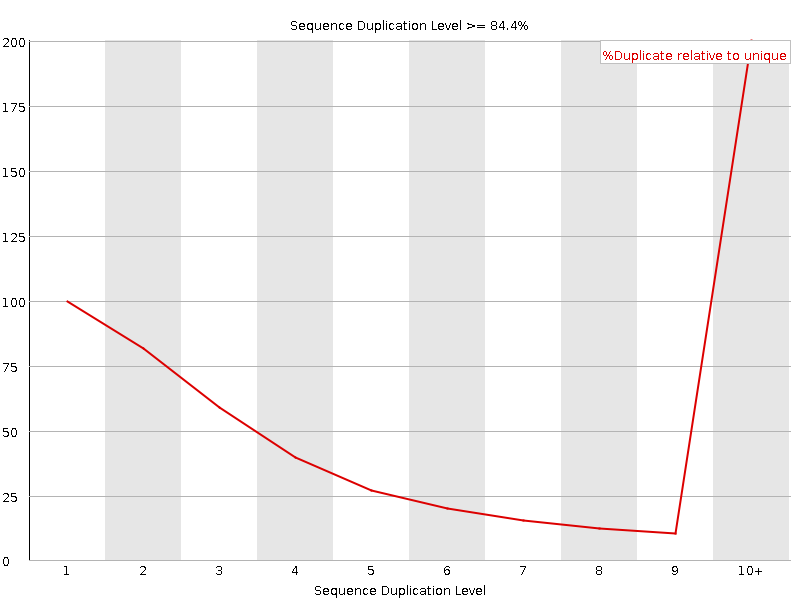 Sequence Duplication Level >= 84.4%
%Duplicate relative to unique
200
175
150
125
100
75
50
25
0
1 2 3 4 5 6 7 8 9 10+
Sequence Duplication Level